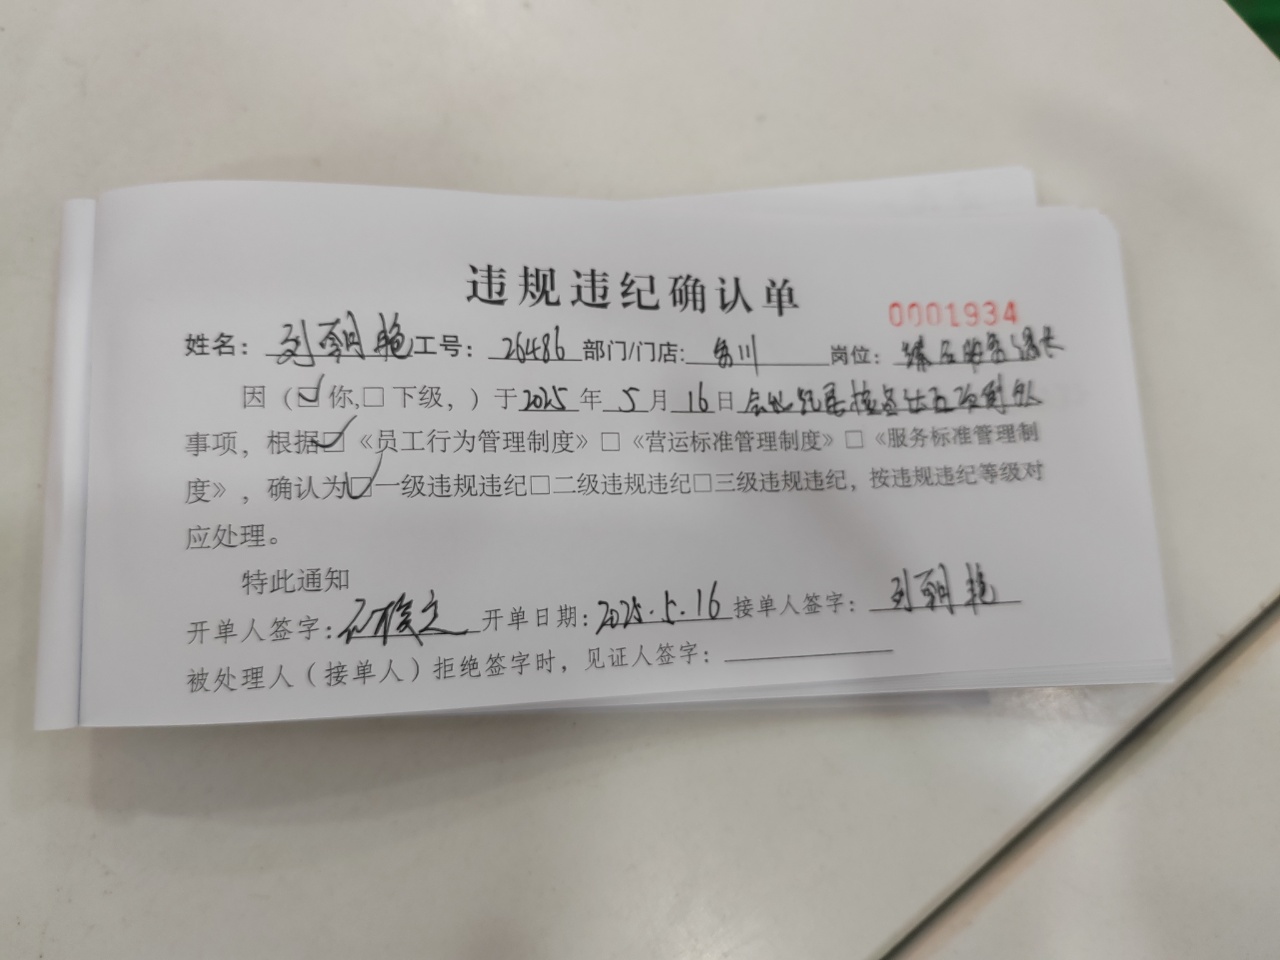 违规违纪确认单
0001934
姓名：刘朝艳 工号：26486 部门/门店： 岗位：
因（☑你,□下级，）于2025年5月16日
事项，根据☑《员工行为管理制度》□《营运标准管理制度》□《服务标准管理制
度》，确认为☑一级违规违纪□二级违规违纪□三级违规违纪，按违规违纪等级对
应处理。
特此通知
开单人签字： 开单日期：2025.5.16 接单人签字：刘朝艳
被处理人（接单人）拒绝签字时，见证人签字：